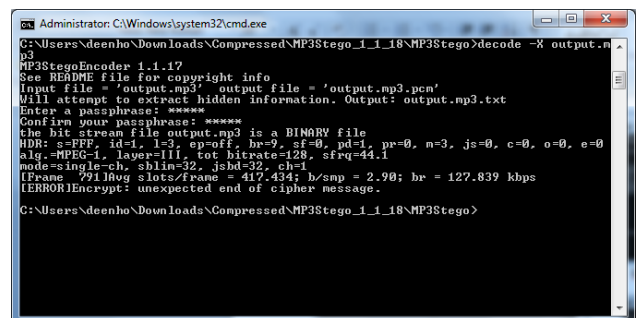 Administrator: C:\Windows\system32\cmd.exe
C:\Users\deenho\Downloads\Compressed\MP3Stego_1_1_18\MP3Stego>decode -X output.m
p3
MP3StegoEncoder 1.1.17
See README file for copyright info
Input file = 'output.mp3'  output file = 'output.mp3.pcm'
Will attempt to extract hidden information. Output: output.mp3.txt
Enter a passphrase: *****
Confirm your passphrase: *****
the bit stream file output.mp3 is a BINARY file
HDR: s=FFF, id=1, l=3, ep=off, br=9, sf=0, pd=1, pr=0, m=3, js=0, c=0, o=0, e=0
alg.=MPEG-1, layer=III, tot bitrate=128, sfrq=44.1
mode=single-ch, sblim=32, jsbd=32, ch=1
[Frame  791]Avg slots/frame = 417.434; b/smp = 2.90; br = 127.839 kbps
[ERROR]Encrypt: unexpected end of cipher message.
C:\Users\deenho\Downloads\Compressed\MP3Stego_1_1_18\MP3Stego>